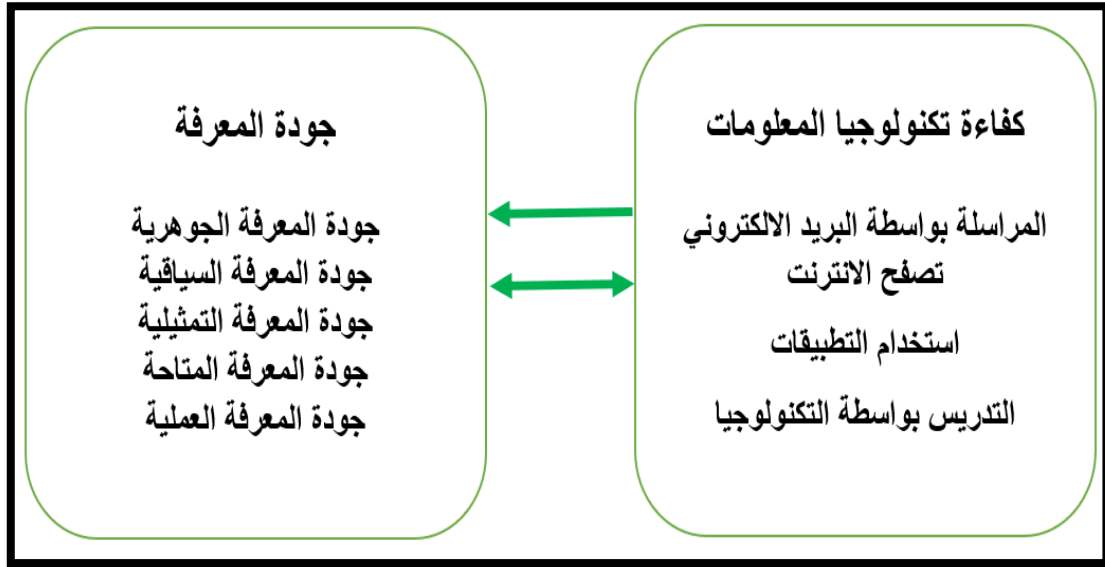 كفاءة تكنولوجيا المعلومات
المراسلة بواسطة البريد الالكتروني
تصفح الانترنت
استخدام التطبيقات
التدريس بواسطة التكنولوجيا
جودة المعرفة
جودة المعرفة الجوهرية
جودة المعرفة السياقية
جودة المعرفة التمثيلية
جودة المعرفة المتاحة
جودة المعرفة العملية